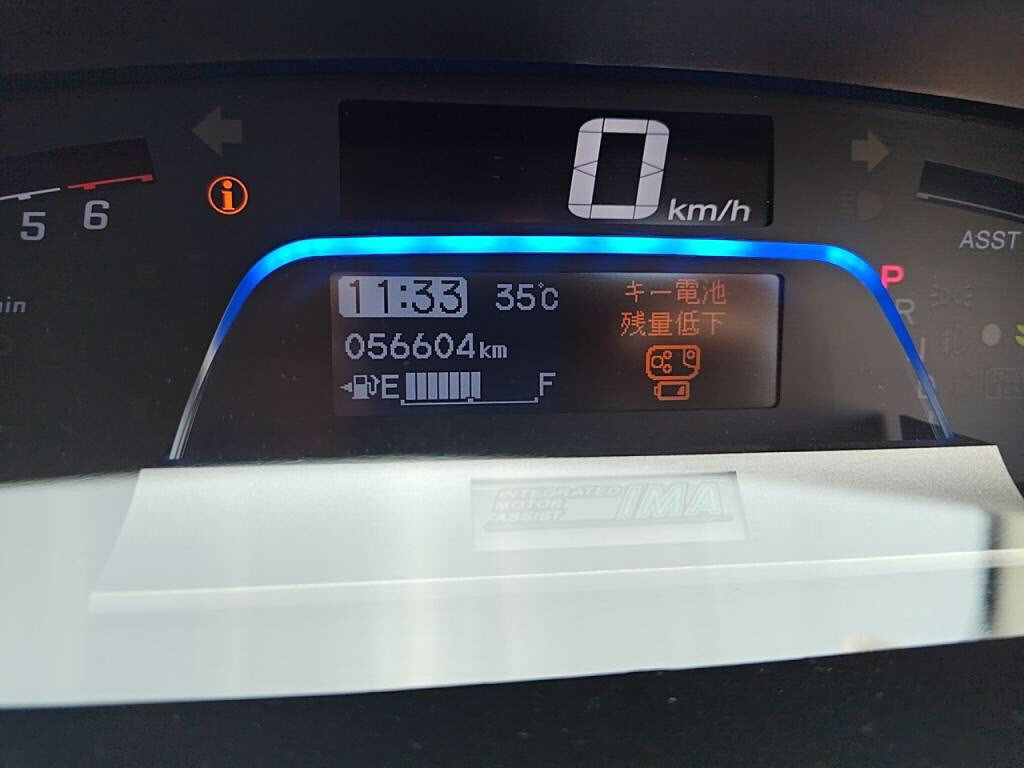 0 km/h
5 6
ASST
11:33 35℃
キー電池
残量低下
056604km
E F
P
R
INTEGRATED
MOTOR
ASSIST
IMA